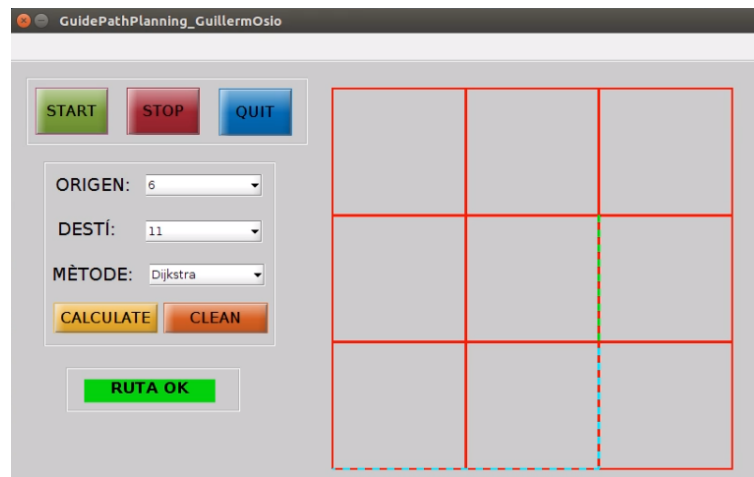 GuidePathPlanning_GuillermOsio
START STOP QUIT
ORIGEN: 6
DESTÍ: 11
MÈTODE: Dijkstra
CALCULATE CLEAN
RUTA OK